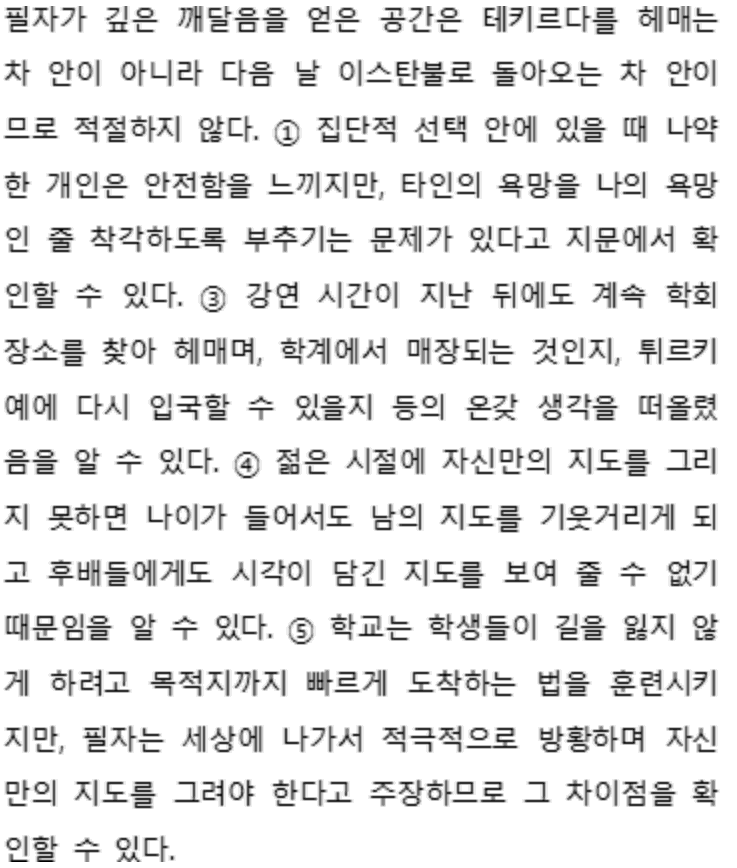 필자가 깊은 깨달음을 얻은 공간은 테키르다를 헤매는
차 안이 아니라 다음 날 이스탄불로 돌아오는 차 안이
므로 적절하지 않다. ① 집단적 선택 안에 있을 때 나약
한 개인은 안전함을 느끼지만, 타인의 욕망을 나의 욕망
인 줄 착각하도록 부추기는 문제가 있다고 지문에서 확
인할 수 있다. ③ 강연 시간이 지난 뒤에도 계속 학회
장소를 찾아 헤매며, 학계에서 매장되는 것인지, 튀르키
예에 다시 입국할 수 있을지 등의 온갖 생각을 떠올렸
음을 알 수 있다. ④ 젊은 시절에 자신만의 지도를 그리
지 못하면 나이가 들어서도 남의 지도를 기웃거리게 되
고 후배들에게도 시각이 담긴 지도를 보여 줄 수 없기
때문임을 알 수 있다. ⑤ 학교는 학생들이 길을 잃지 않
게 하려고 목적지까지 빠르게 도착하는 법을 훈련시키
지만, 필자는 세상에 나가서 적극적으로 방황하며 자신
만의 지도를 그려야 한다고 주장하므로 그 차이점을 확
인할 수 있다.